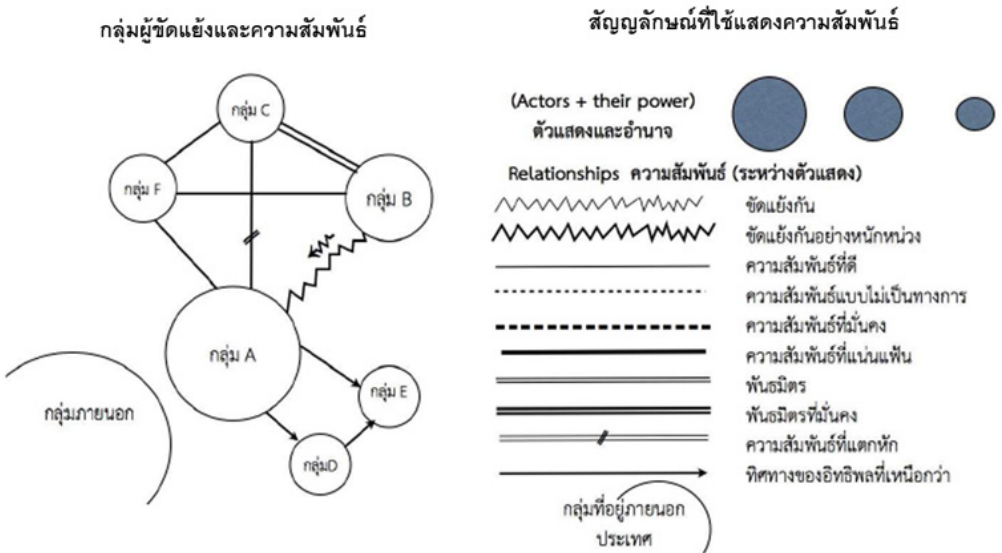 กลุ่มผู้ขัดแย้งและความสัมพันธ์
กลุ่ม C
กลุ่ม F
กลุ่ม B
กลุ่ม A
กลุ่ม E
กลุ่มD
กลุ่มภายนอก
สัญญลักษณ์ที่ใช้แสดงความสัมพันธ์
(Actors + their power)
ตัวแสดงและอำนาจ
Relationships ความสัมพันธ์ (ระหว่างตัวแสดง)
ขัดแย้งกัน
ขัดแย้งกันอย่างหนักหน่วง
ความสัมพันธ์ที่ดี
ความสัมพันธ์แบบไม่เป็นทางการ
ความสัมพันธ์ที่มั่นคง
ความสัมพันธ์ที่แน่นแฟ้น
พันธมิตร
พันธมิตรที่มั่นคง
ความสัมพันธ์ที่แตกหัก
ทิศทางของอิทธิพลที่เหนือกว่า
กลุ่มที่อยู่ภายนอก
ประเทศ